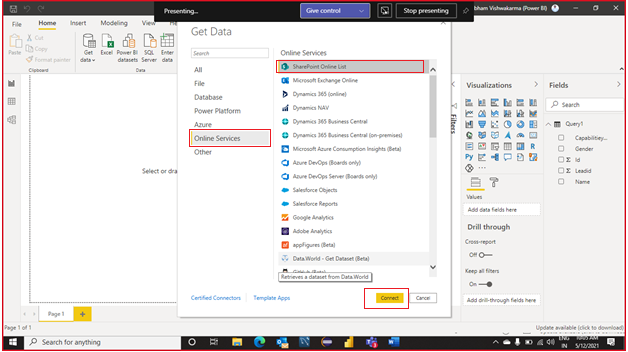 Presenting...
Give control
Stop presenting
bham Vishwakarma (Power BI)
File
Home
Insert
Modeling
View
Paste
Cut
Copy
Format painter
Clipboard
Get
data
Excel
Power BI
datasets
SQL
Server
Enter
data
Data
Get Data
Search
All
File
Database
Power Platform
Azure
Online Services
Other
Online Services
SharePoint Online List
Microsoft Exchange Online
Dynamics 365 (online)
Dynamics NAV
Dynamics 365 Business Central
Dynamics 365 Business Central (on-premises)
Microsoft Azure Consumption Insights (Beta)
Azure DevOps (Boards only)
Azure DevOps Server (Boards only)
Salesforce Objects
Salesforce Reports
Google Analytics
Adobe Analytics
appFigures (Beta)
Data.World - Get Dataset (Beta)
Retrieves a dataset from Data.World
Certified Connectors
Template Apps
Connect
Cancel
Select or dra
Filters
Visualizations
Values
Add data fields here
Drill through
Cross-report
Off
Keep all filters
On
Add drill-through fields here
Fields
Search
Query1
Capabilitiey...
Gender
Σ Id
Σ Leadid
Name
Page 1
Page 1 of 1
Update available (click to download)
Search for anything
ENG
IN
5/12/2021